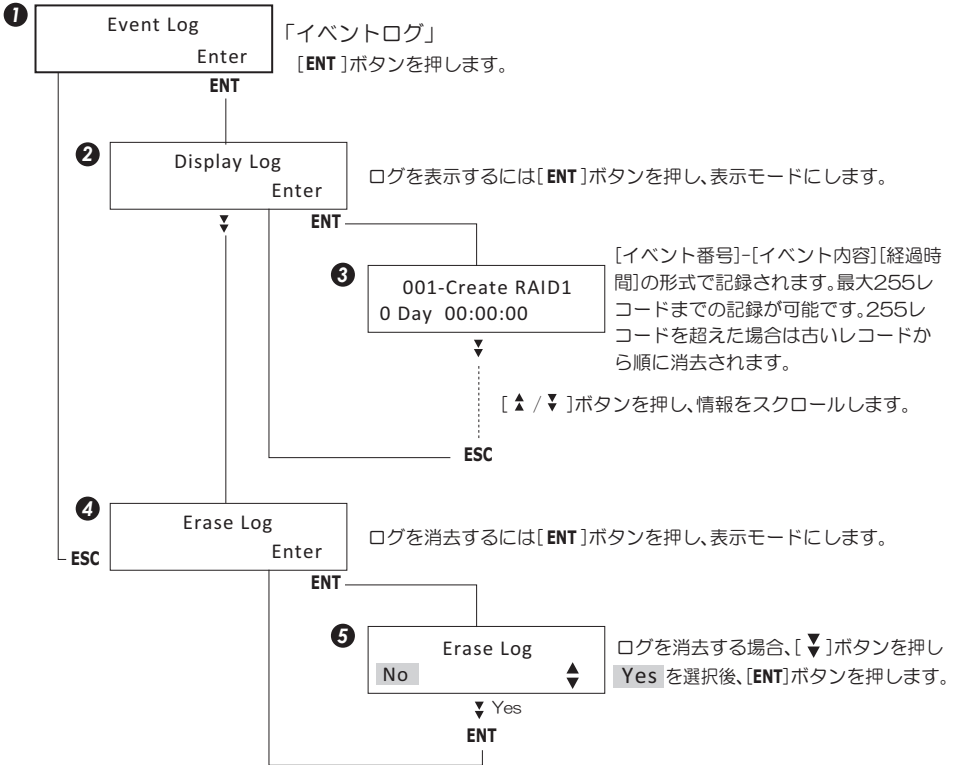 ❶
Event Log
Enter
「イベントログ」
[ENT]ボタンを押します。
ENT
❷
Display Log
Enter
ログを表示するには[ENT]ボタンを押し、表示モードにします。
ENT
❸
001-Create RAID1
0 Day 00:00:00
[イベント番号]-[イベント内容][経過時
間]の形式で記録されます。最大255レ
コードまでの記録が可能です。255レ
コードを超えた場合は古いレコードか
ら順に消去されます。
[ / ]ボタンを押し、情報をスクロールします。
ESC
❹
Erase Log
Enter
ログを消去するには[ENT]ボタンを押し、表示モードにします。
ESC
ENT
❺
Erase Log
No
ログを消去する場合、[ ]ボタンを押し
Yes を選択後、[ENT]ボタンを押します。
Yes
ENT